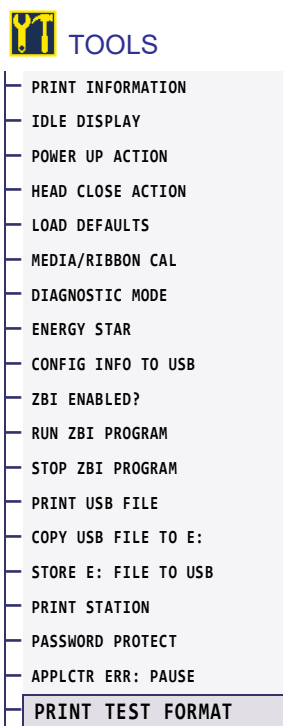 TOOLS
PRINT INFORMATION
IDLE DISPLAY
POWER UP ACTION
HEAD CLOSE ACTION
LOAD DEFAULTS
MEDIA/RIBBON CAL
DIAGNOSTIC MODE
ENERGY STAR
CONFIG INFO TO USB
ZBI ENABLED?
RUN ZBI PROGRAM
STOP ZBI PROGRAM
PRINT USB FILE
COPY USB FILE TO E:
STORE E: FILE TO USB
PRINT STATION
PASSWORD PROTECT
APPLCTR ERR: PAUSE
PRINT TEST FORMAT